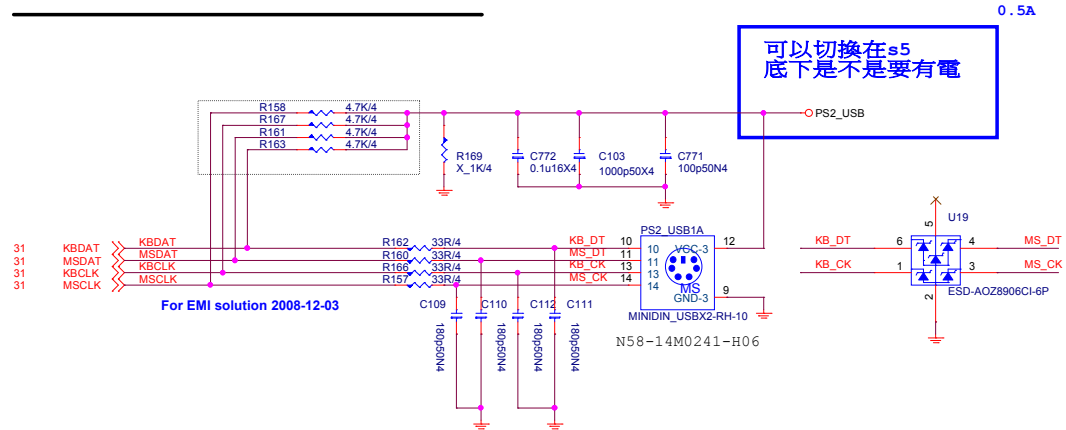 0.5A
可以切換在s5
底下是不是要有電
PS2_USB
R158 4.7K/4
R167 4.7K/4
R161 4.7K/4
R163 4.7K/4
R169
X_1K/4
C772
0.1u16X4
C103
1000p50X4
C771
100p50N4
31 KBDAT KBDAT
31 MSDAT MSDAT
31 KBCLK KBCLK
31 MSCLK MSCLK
R162 33R/4
R160 33R/4
R166 33R/4
R157 33R/4
KB_DT 10
MS_DT 11
KB_CK 13
MS_CK 14
PS2_USB1A
10 VCC-3 12
11
13
14 MS
GND-3 9
MINIDIN_USBX2-RH-10
N58-14M0241-H06
For EMI solution 2008-12-03
C109
180p50N4
C110
180p50N4
C112
180p50N4
C111
180p50N4
U19
5
KB_DT 6 4 MS_DT
KB_CK 1 3 MS_CK
2
ESD-AOZ8906CI-6P